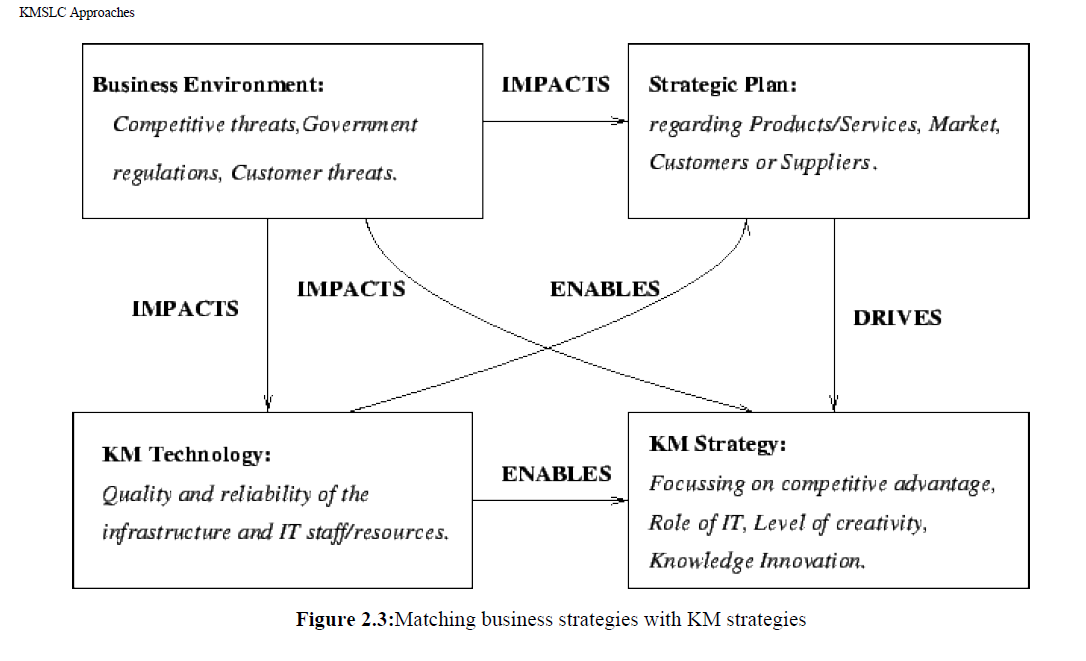 KMSLC Approaches
Business Environment:
Competitive threats,Government
regulations, Customer threats.
IMPACTS
Strategic Plan:
regarding Products/Services, Market,
Customers or Suppliers.
IMPACTS
IMPACTS
ENABLES
DRIVES
KM Technology:
Quality and reliability of the
infrastructure and IT staff/resources.
ENABLES
KM Strategy:
Focussing on competitive advantage,
Role of IT, Level of creativity,
Knowledge Innovation.
Figure 2.3:Matching business strategies with KM strategies